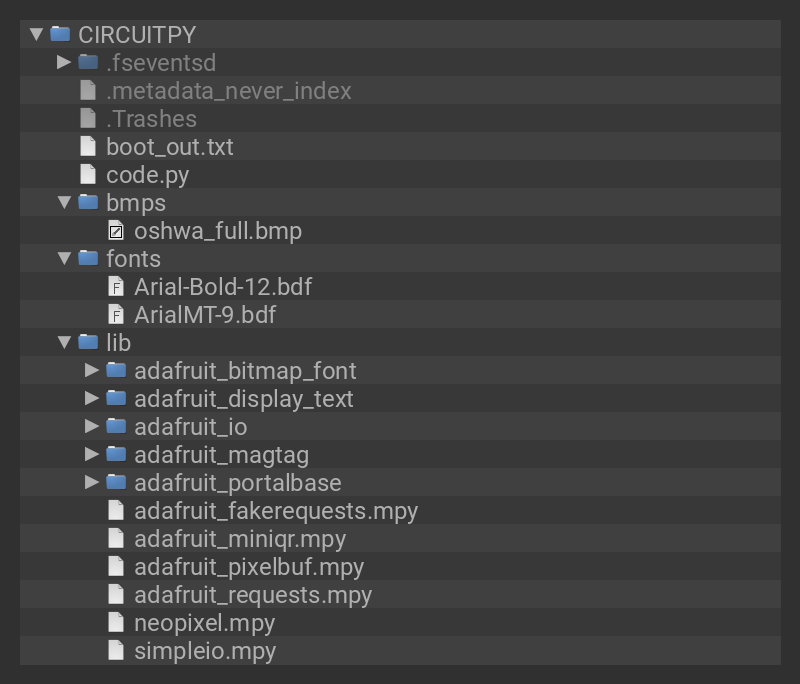 CIRCUITPY
.fseventsd
.metadata_never_index
.Trashes
boot_out.txt
code.py
bmps
oshwa_full.bmp
fonts
Arial-Bold-12.bdf
ArialMT-9.bdf
lib
adafruit_bitmap_font
adafruit_display_text
adafruit_io
adafruit_magtag
adafruit_portalbase
adafruit_fakerequests.mpy
adafruit_miniqr.mpy
adafruit_pixelbuf.mpy
adafruit_requests.mpy
neopixel.mpy
simpleio.mpy